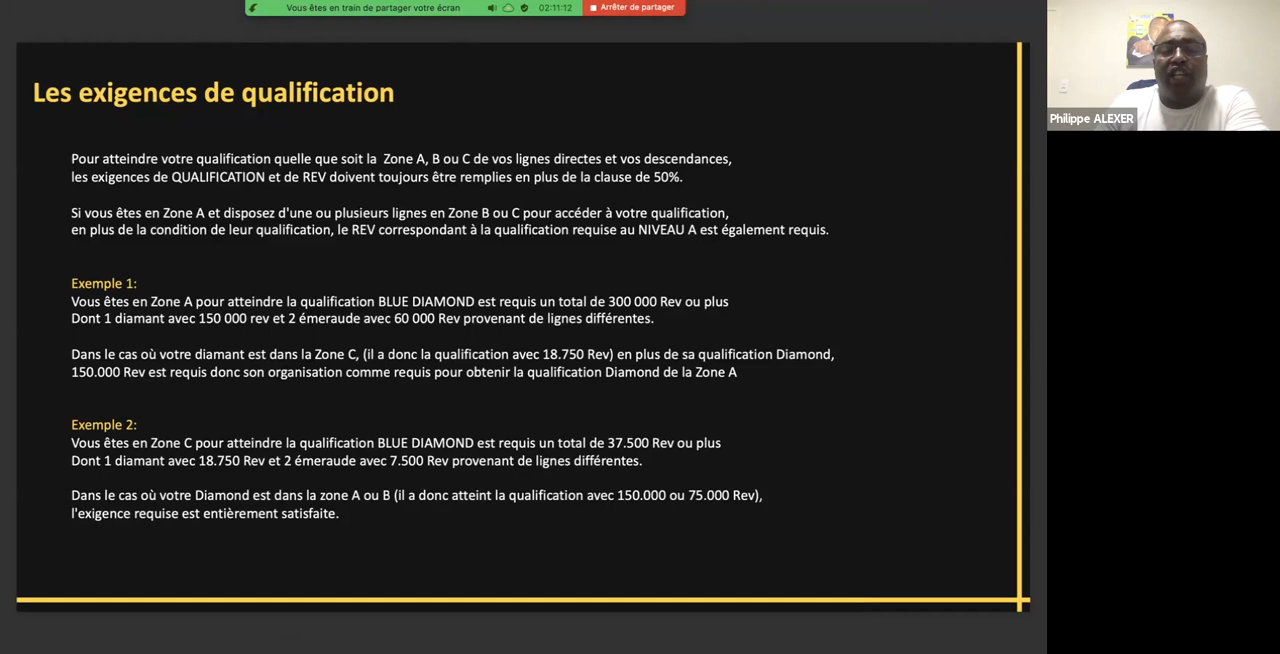 Vous êtes en train de partager votre écran
02:11:12
Arrêter de partager
Les exigences de qualification
Philippe ALEXER
Pour atteindre votre qualification quelle que soit la Zone A, B ou C de vos lignes directes et vos descendances,
les exigences de QUALIFICATION et de REV doivent toujours être remplies en plus de la clause de 50%.
Si vous êtes en Zone A et disposez d'une ou plusieurs lignes en Zone B ou C pour accéder à votre qualification,
en plus de la condition de leur qualification, le REV correspondant à la qualification requise au NIVEAU A est également requis.
Exemple 1:
Vous êtes en Zone A pour atteindre la qualification BLUE DIAMOND est requis un total de 300 000 Rev ou plus
Dont 1 diamant avec 150 000 rev et 2 émeraude avec 60 000 Rev provenant de lignes différentes.
Dans le cas où votre diamant est dans la Zone C, (il a donc la qualification avec 18.750 Rev) en plus de sa qualification Diamond,
150.000 Rev est requis donc son organisation comme requis pour obtenir la qualification Diamond de la Zone A
Exemple 2:
Vous êtes en Zone C pour atteindre la qualification BLUE DIAMOND est requis un total de 37.500 Rev ou plus
Dont 1 diamant avec 18.750 Rev et 2 émeraude avec 7.500 Rev provenant de lignes différentes.
Dans le cas où votre Diamond est dans la zone A ou B (il a donc atteint la qualification avec 150.000 ou 75.000 Rev),
l'exigence requise est entièrement satisfaite.